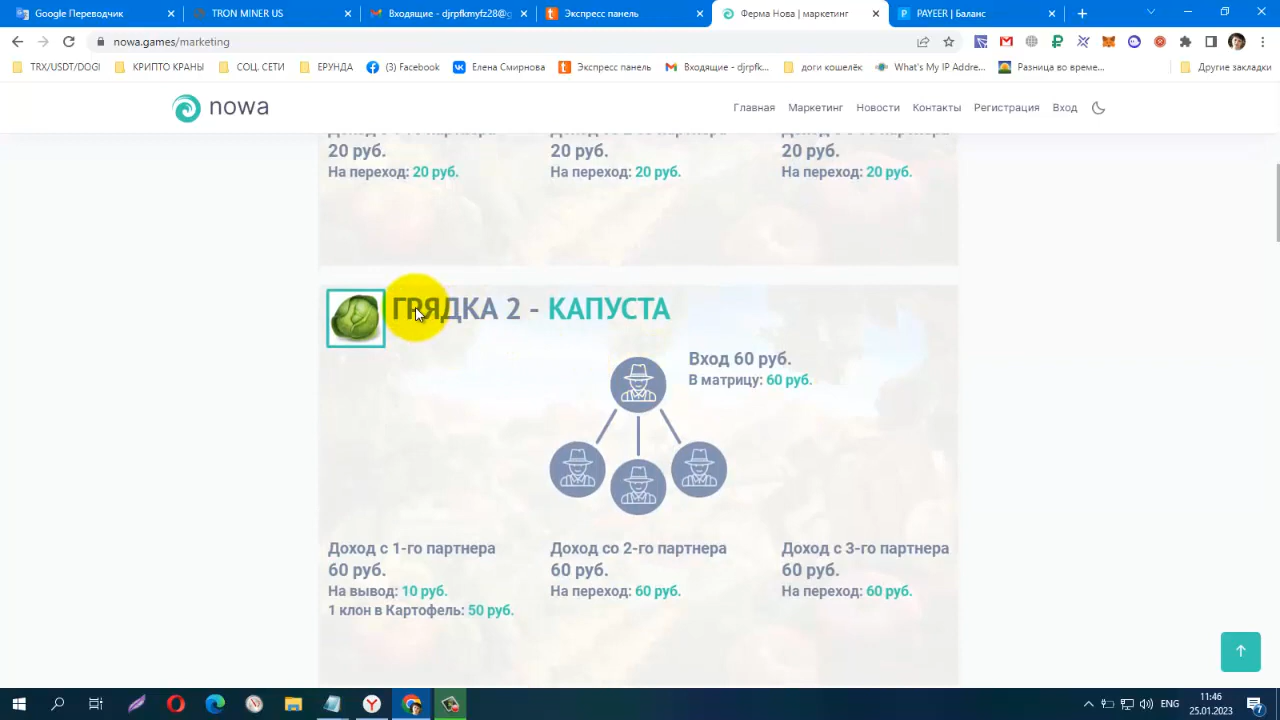 Google Переводчик
TRON MINER US
Входящие - djrpfkmyfz28@g
Экспресс панель
Ферма Нова | маркетинг
PAYEER | Баланс
nowa.games/marketing
TRX/USDT/DOGI
КРИПТО КРАНЫ
СОЦ. СЕТИ
ЕРУНДА
(3) Facebook
Елена Смирнова
Экспресс панель
Входящие - djrpfk...
доги кошелёк
What's My IP Addre...
Разница во време...
Другие закладки
nowa
Главная
Маркетинг
Новости
Контакты
Регистрация
Вход
20 руб.
20 руб.
20 руб.
На переход: 20 руб.
На переход: 20 руб.
На переход: 20 руб.
ГРЯДКА 2 - КАПУСТА
Вход 60 руб.
В матрицу: 60 руб.
Доход с 1-го партнера
60 руб.
На вывод: 10 руб.
1 клон в Картофель: 50 руб.
Доход со 2-го партнера
60 руб.
На переход: 60 руб.
Доход с 3-го партнера
60 руб.
На переход: 60 руб.
ENG
11:46
25.01.2023